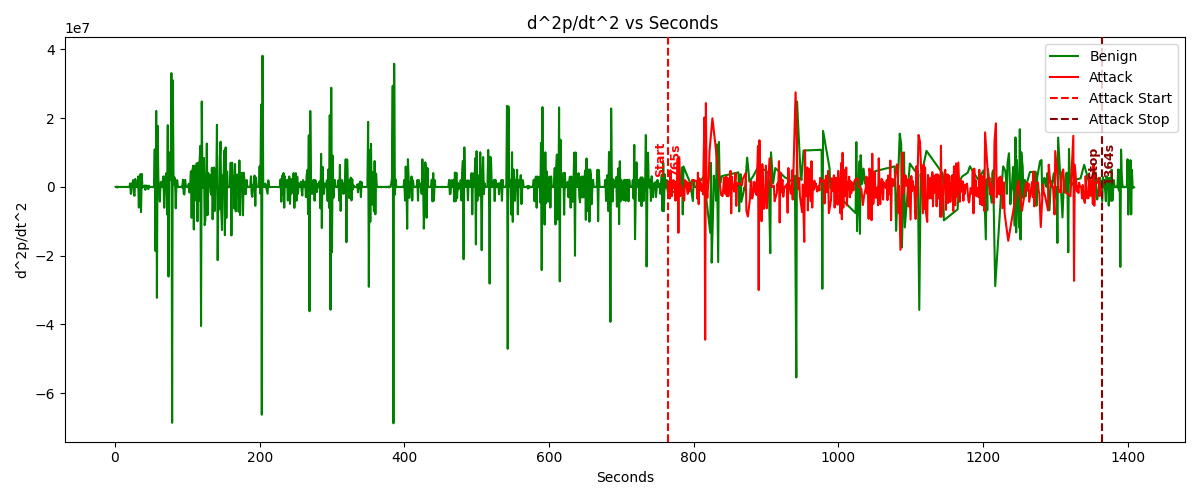 d^2p/dt^2 vs Seconds
1e7
4
2
0
−2
−4
−6
d^2p/dt^2
0
200
400
600
800
1000
1200
1400
Seconds
Benign
Attack
Attack Start
Attack Stop
Start
765s
Stop
1364s